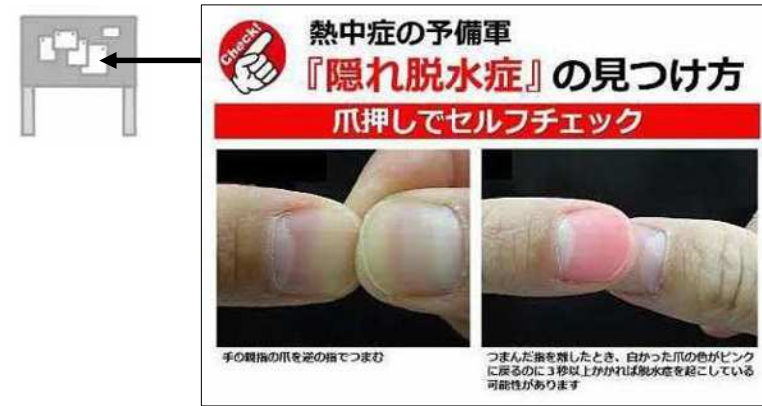 Check!
熱中症の予備軍
『隠れ脱水症』の見つけ方
爪押しでセルフチェック
手の親指の爪を逆の指でつまむ
つまんだ指を離したとき、白かった爪の色がピンク
に戻るのに3秒以上かかれば脱水症を起こしている
可能性があります